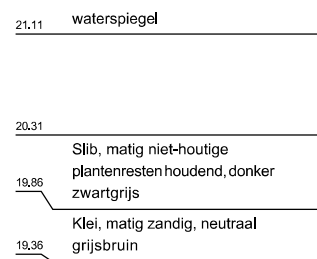 21.11 waterspiegel
20.31
Slib, matig niet-houtige
plantenresten houdend, donker
19.86 zwartgrijs
Klei, matig zandig, neutraal
19.36 grijsbruin